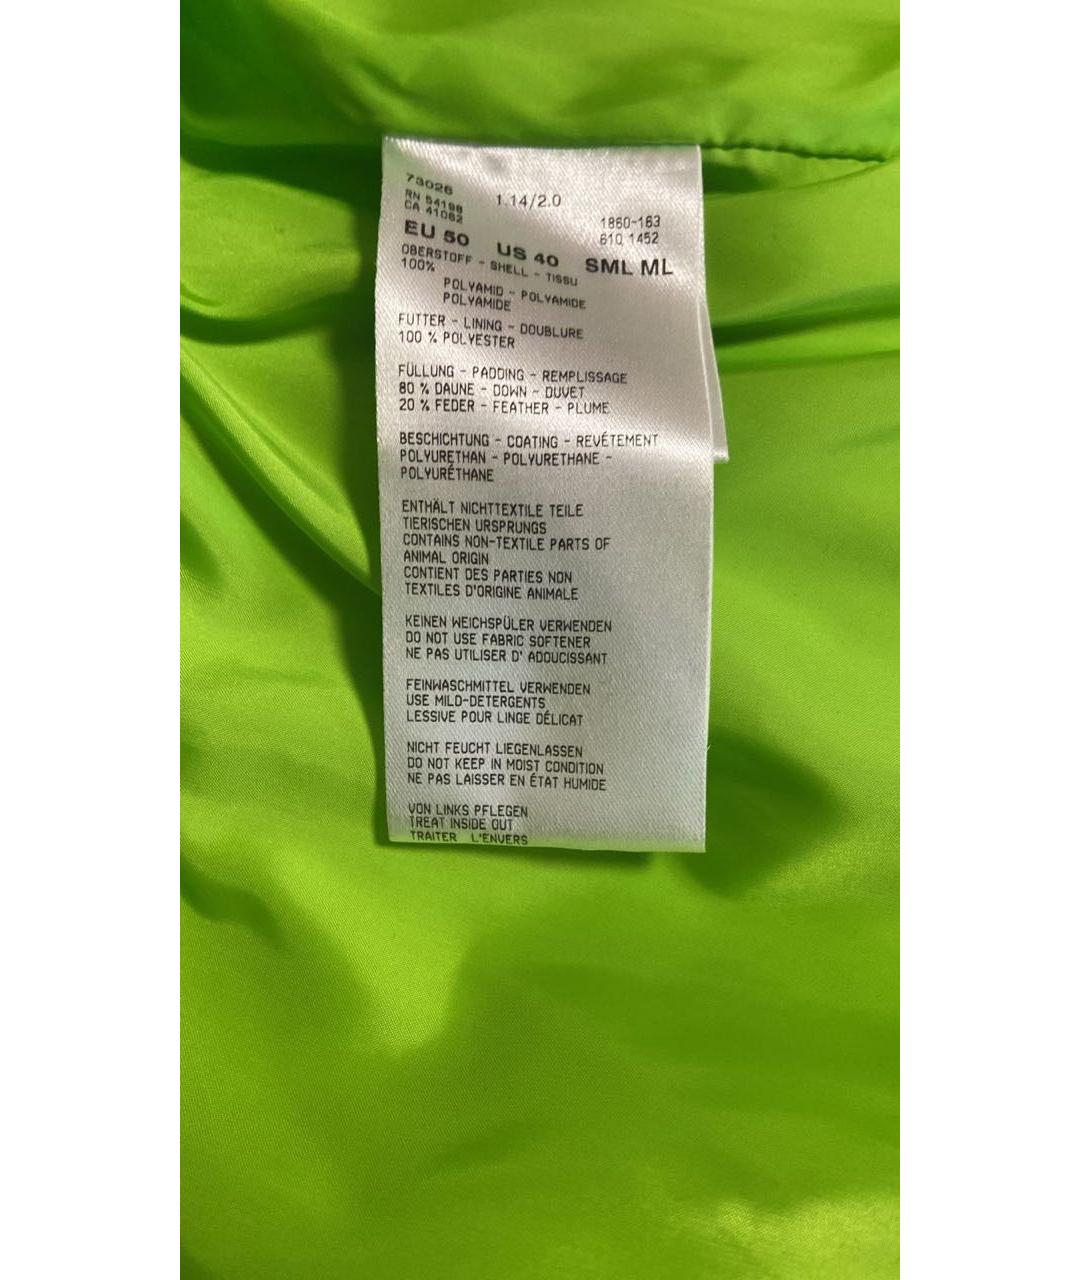 73026
RN 54198
CA 41062
1.14/2.0
1860-163
610 1452
EU 50 US 40 SML ML
OBERSTOFF - SHELL - TISSU
100%
POLYAMID - POLYAMIDE
POLYAMIDE
FUTTER - LINING - DOUBLURE
100 % POLYESTER
FÜLLUNG - PADDING - REMPLISSAGE
80 % DAUNE - DOWN - DUVET
20 % FEDER - FEATHER - PLUME
BESCHICHTUNG - COATING - REVÉTEMENT
POLYURETHAN - POLYURETHANE -
POLYURÉTHANE
ENTHÄLT NICHTTEXTILE TEILE
TIERISCHEN URSPRUNGS
CONTAINS NON-TEXTILE PARTS OF
ANIMAL ORIGIN
CONTIENT DES PARTIES NON
TEXTILES D'ORIGINE ANIMALE
KEINEN WEICHSPÜLER VERWENDEN
DO NOT USE FABRIC SOFTENER
NE PAS UTILISER D' ADOUCISSANT
FEINWASCHMITTEL VERWENDEN
USE MILD-DETERGENTS
LESSIVE POUR LINGE DÉLICAT
NICHT FEUCHT LIEGENLASSEN
DO NOT KEEP IN MOIST CONDITION
NE PAS LAISSER EN ÉTAT HUMIDE
VON LINKS PFLEGEN
TREAT INSIDE OUT
TRAITER L'ENVERS